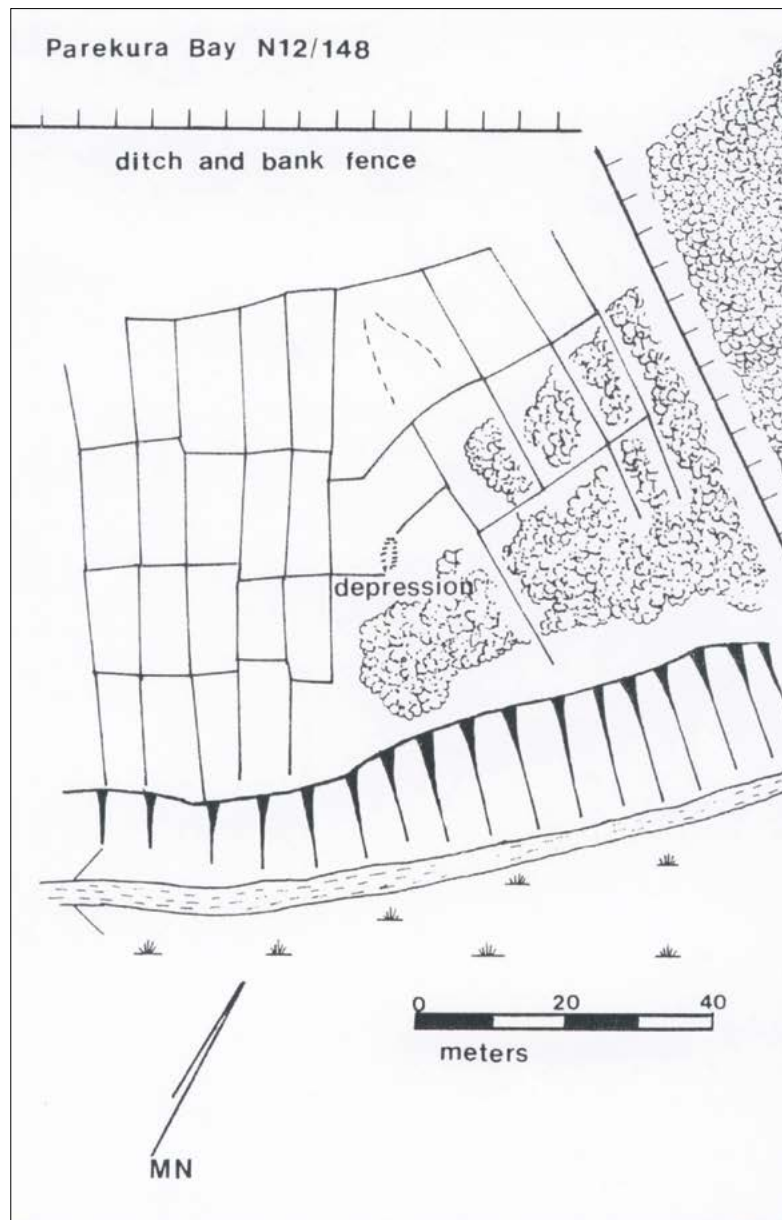 Parekura Bay N12/148
ditch and bank fence
depression
0 20 40
meters
MN